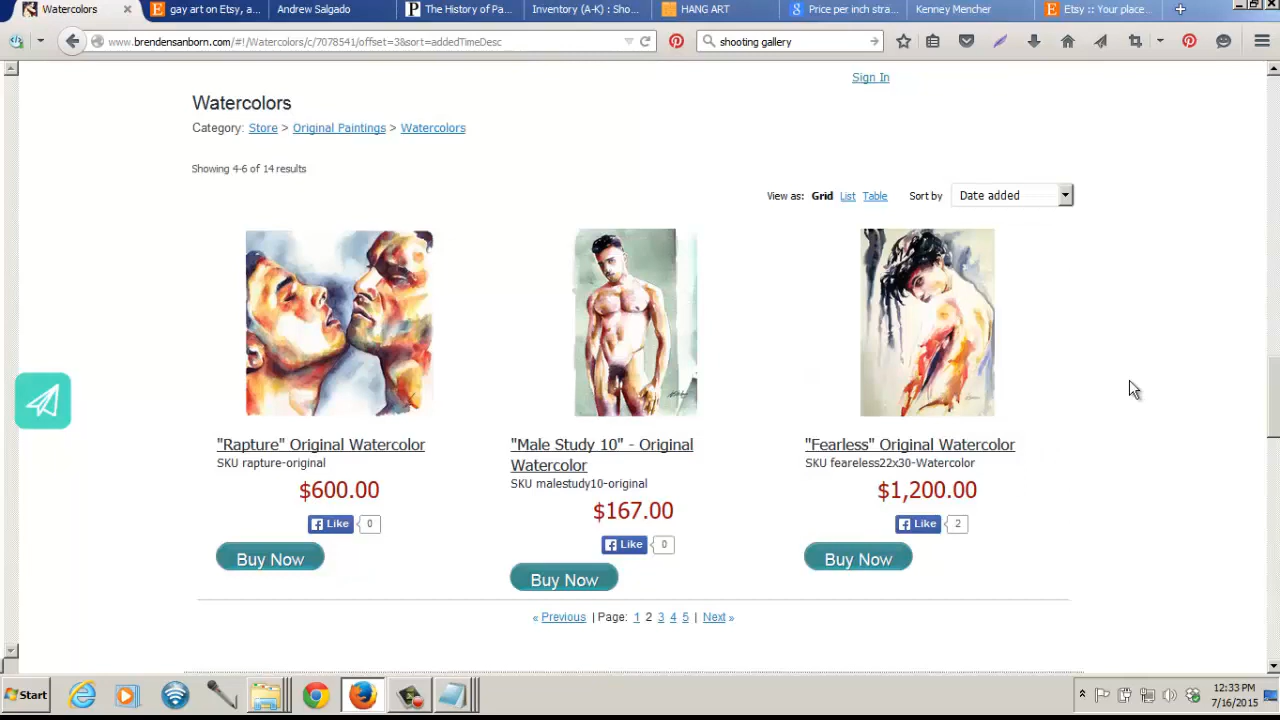 Watercolors
gay art on Etsy, a...
Andrew Salgado
The History of Pa...
Inventory (A-K) : Sho...
HANG ART
Price per inch stra...
Kenney Mencher
Etsy :: Your place...
www.brendensanborn.com/#!/Watercolors/c/7078541/offset=3&sort=addedTimeDesc
shooting gallery
Sign In
Watercolors
Category: Store > Original Paintings > Watercolors
Showing 4-6 of 14 results
View as: Grid List Table Sort by Date added
"Rapture" Original Watercolor
SKU rapture-original
$600.00
Like 0
Buy Now
"Male Study 10" - Original
Watercolor
SKU malestudy10-original
$167.00
Like 0
Buy Now
"Fearless" Original Watercolor
SKU feareless22x30-Watercolor
$1,200.00
Like 2
Buy Now
« Previous | Page: 1 2 3 4 5 | Next »
Start
12:33 PM
7/16/2015